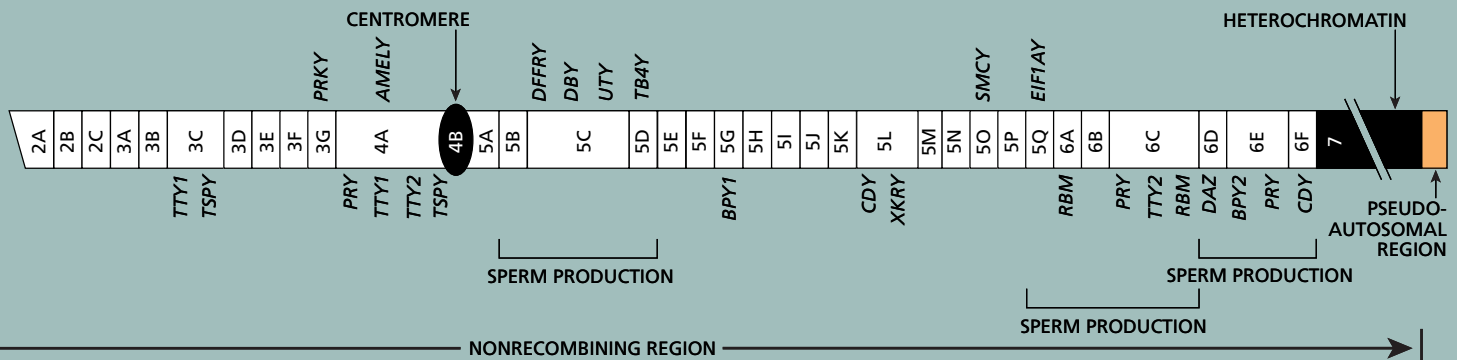 CENTROMERE
HETEROCHROMATIN
PRKY
AMELY
DFFRY
DBY
UTY
TB4Y
SMCY
EIF1AY
2A
2B
2C
3A
3B
3C
3D
3E
3F
3G
4A
4B
5A
5B
5C
5D
5E
5F
5G
5H
5I
5J
5K
5L
5M
5N
5O
5P
5Q
6A
6B
6C
6D
6E
6F
7
TTY1
TSPY
PRY
TTY1
TTY2
TSPY
BPY1
CDY
XKRY
RBM
PRY
TTY2
RBM
DAZ
BPY2
PRY
CDY
PSEUDO-
AUTOSOMAL
REGION
SPERM PRODUCTION
SPERM PRODUCTION
SPERM PRODUCTION
NONRECOMBINING REGION